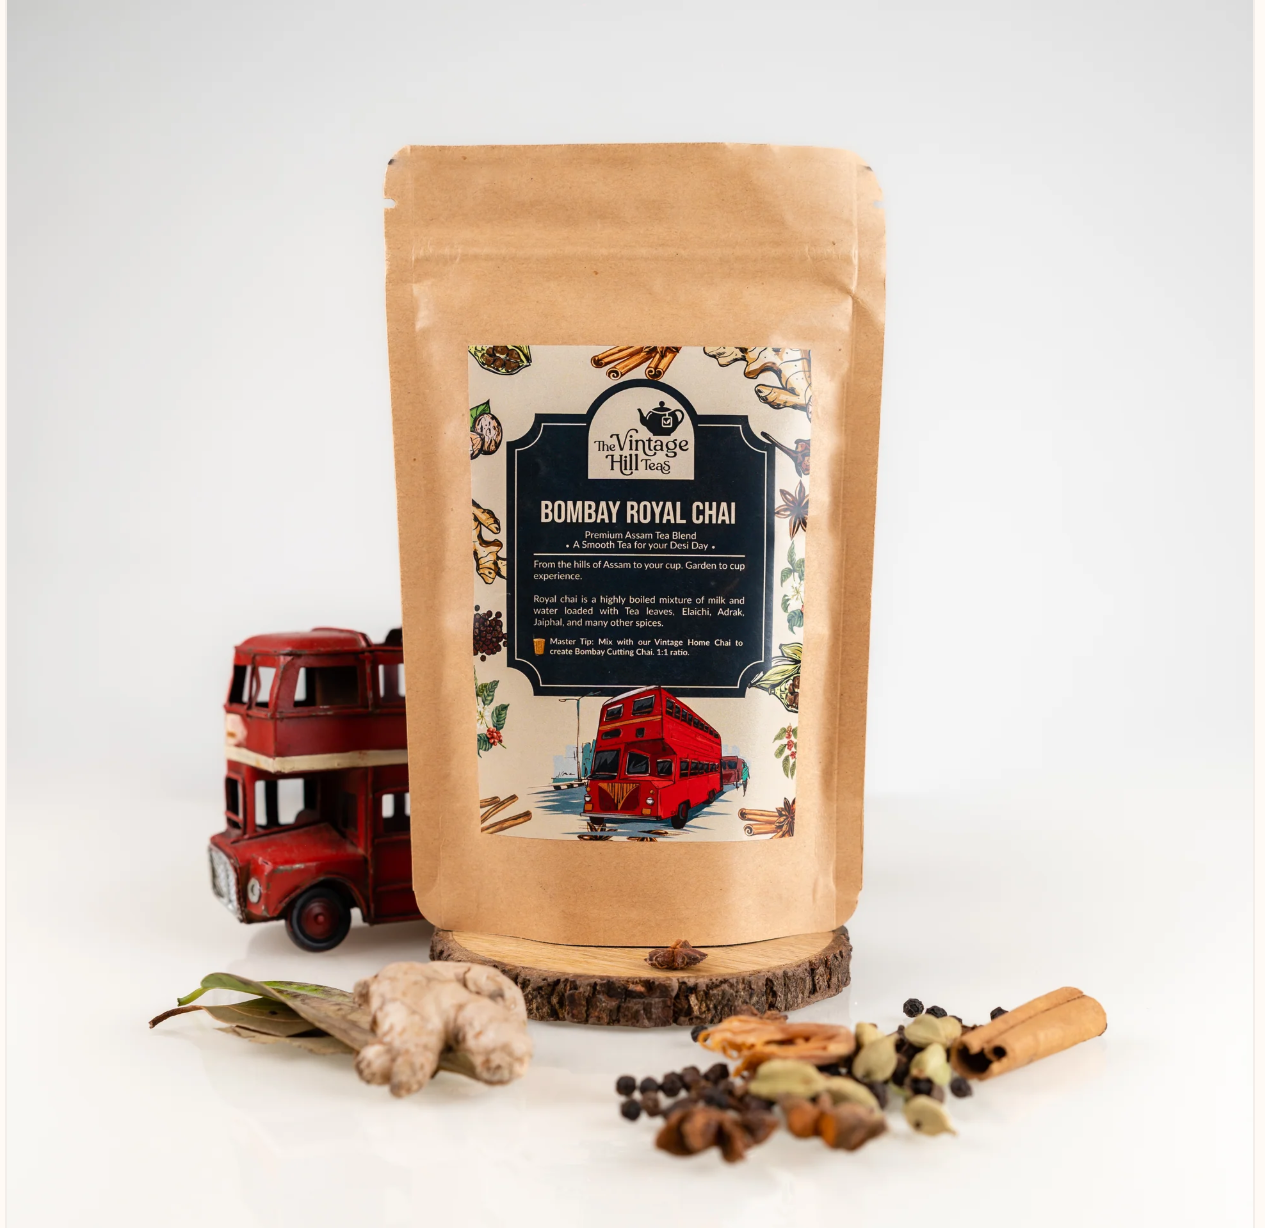 The Vintage
Hill Teas
BOMBAY ROYAL CHAI
Premium Assam Tea Blend
• A Smooth Tea for your Desi Day •
From the hills of Assam to your cup. Garden to cup
experience.
Royal chai is a highly boiled mixture of milk and
water loaded with Tea leaves, Elaichi, Adrak,
Jaiphal, and many other spices.
Master Tip: Mix with our Vintage Home Chai to
create Bombay Cutting Chai. 1:1 ratio.